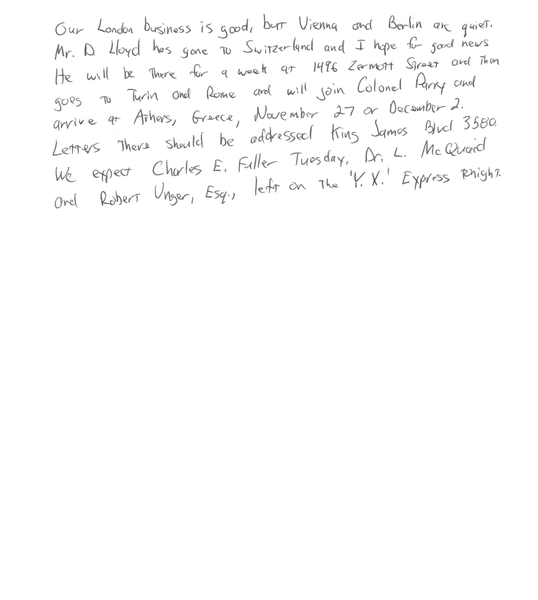 Our London business is good, but Vienna and Berlin are quiet.
Mr. D. Lloyd has gone to Switzerland and I hope for good news
He will be there for a week at 1496 Zermott Street and then
goes to Turin and Rome and will join Colonel Parry and
arrive at Athens, Greece, November 27 or December 2.
Letters there should be addressed King James Blvd 3580.
We expect Charles E. Fuller Tuesday. Dr. L. McQuaid
and Robert Unger, Esq., left on the 'Y. X.' Express tonight.